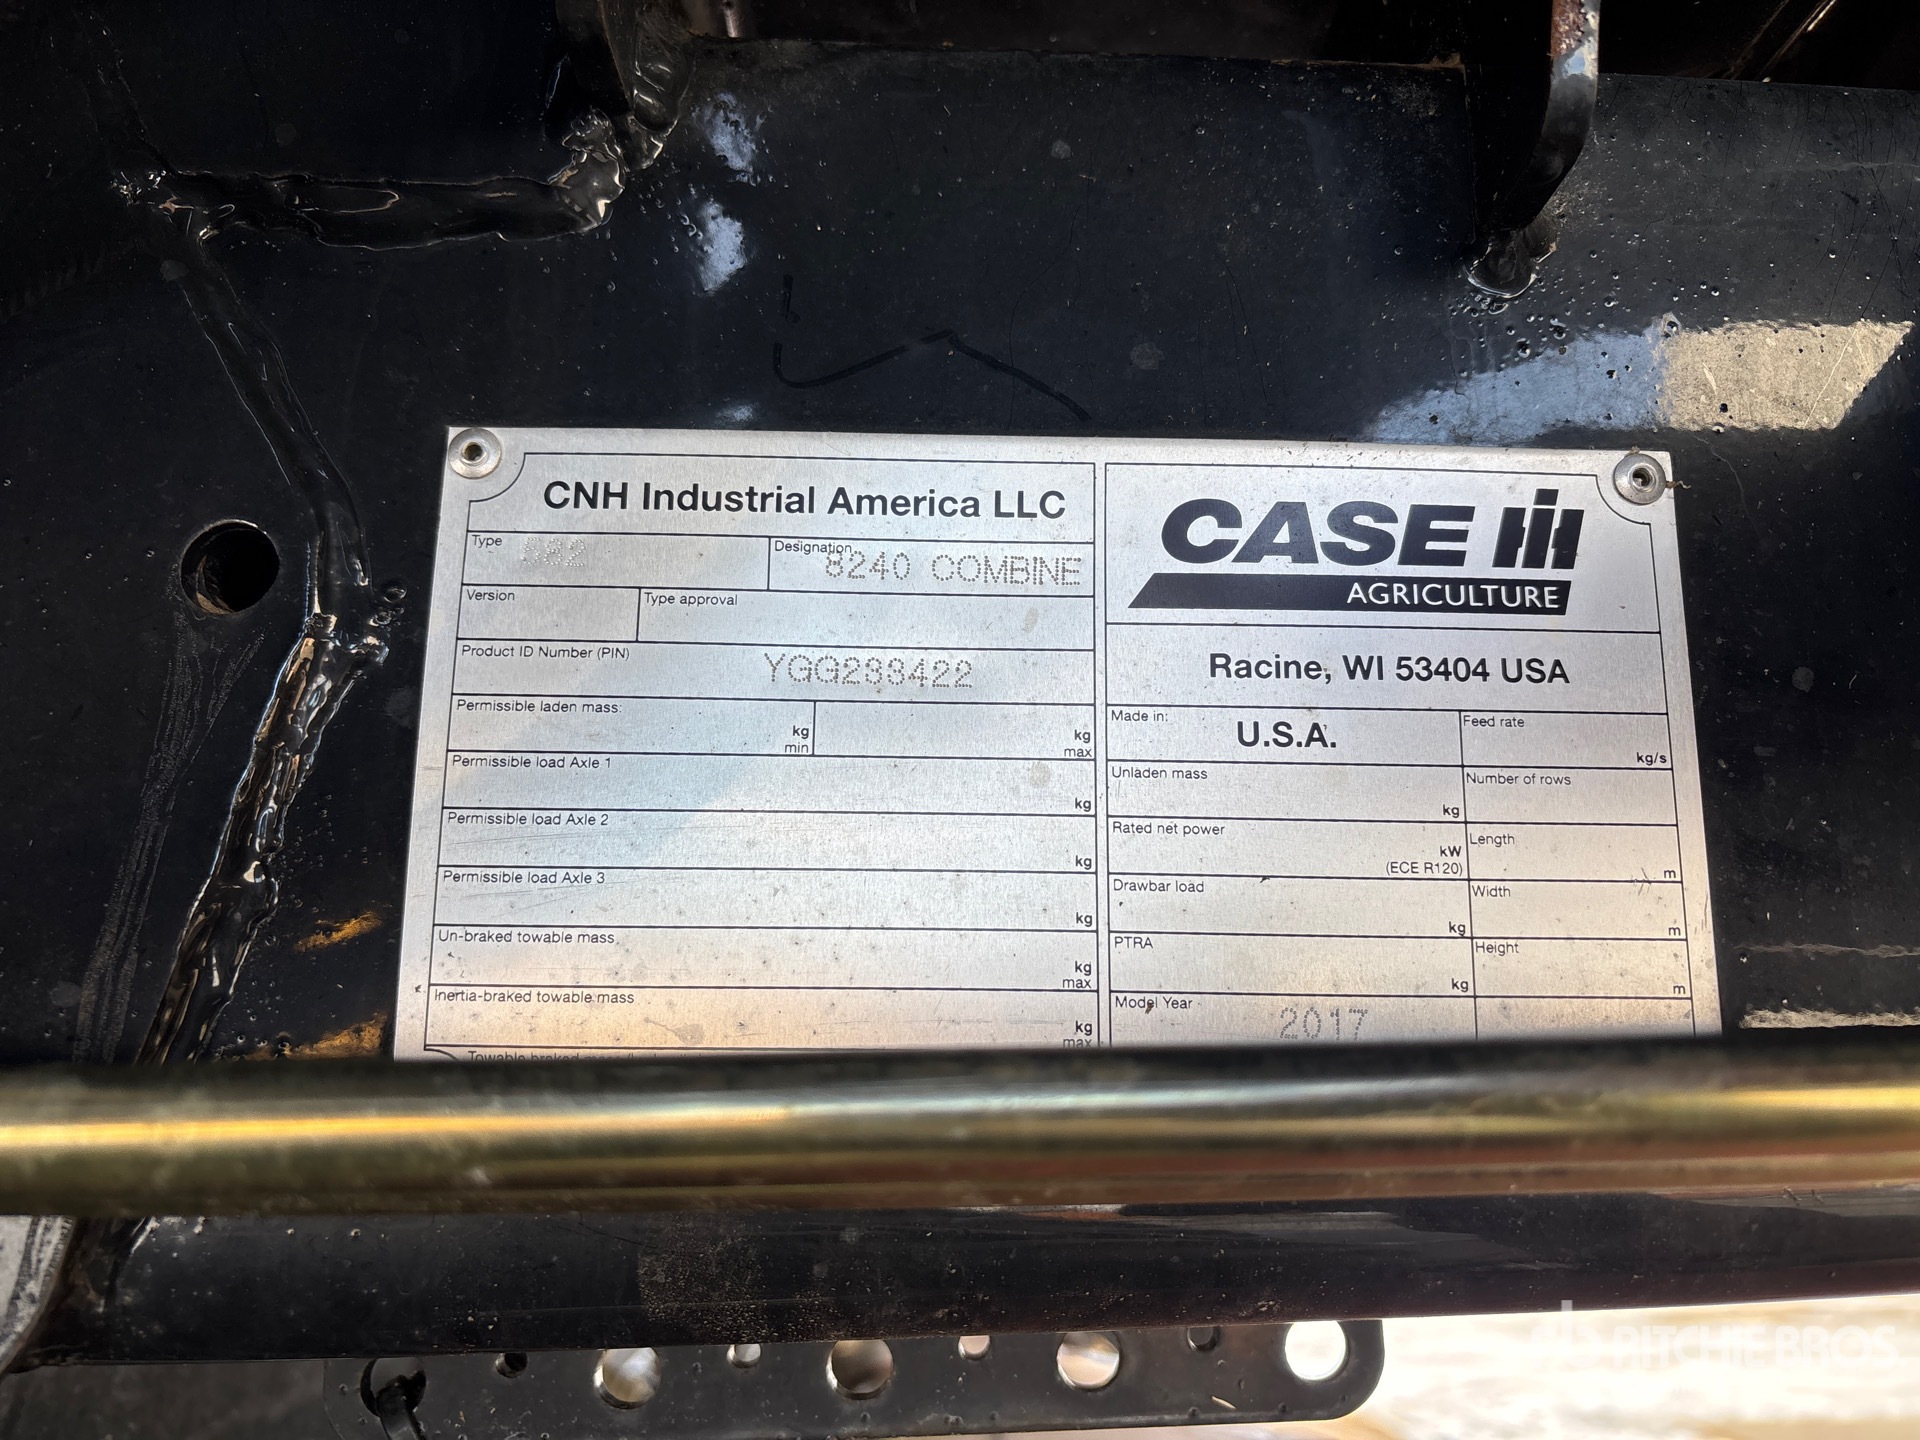 CNH Industrial America LLC
Type
Designation 8240 COMBINE
Version
Type approval
Product ID Number (PIN) YGG233422
Permissible laden mass:
kg min
kg max
Permissible load Axle 1
kg
Permissible load Axle 2
kg
Permissible load Axle 3
kg
Un-braked towable mass
kg max
Inertia-braked towable mass
kg max
CASE IH
AGRICULTURE
Racine, WI 53404 USA
Made in: U.S.A.
Feed rate
kg/s
Unladen mass
kg
Number of rows
Rated net power
kW
(ECE R120)
Length
m
Drawbar load
kg
Width
m
PTRA
kg
Height
m
Model Year 2017
RITCHIE BROS